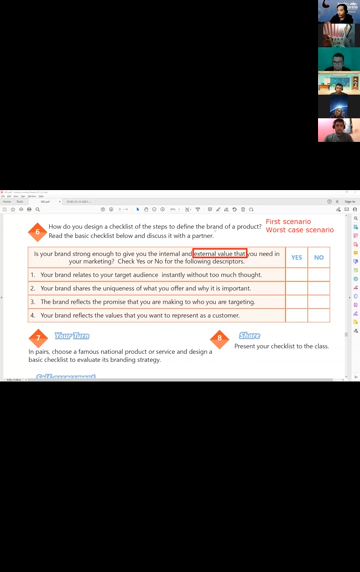 First scenario
Worst case scenario
6 How do you design a checklist of the steps to define the brand of a product?
Read the basic checklist below and discuss it with a partner.
Is your brand strong enough to give you the internal and external value that you need in
your marketing? Check Yes or No for the following descriptors.
YES NO
1. Your brand relates to your target audience instantly without too much thought.
2. Your brand shares the uniqueness of what you offer and why it is important.
3. The brand reflects the promise that you are making to who you are targeting.
4. Your brand reflects the values that you want to represent as a customer.
7 Your Turn
In pairs, choose a famous national product or service and design a
basic checklist to evaluate its branding strategy.
8 Share
Present your checklist to the class.